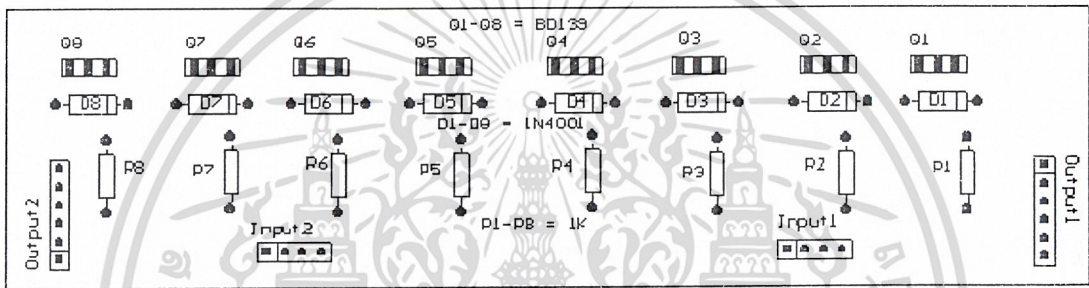 Q1-Q8 = BD139
Q8 Q7 Q6 Q5 Q4 Q3 Q2 Q1
D8 D7 D6 D5 D4 D3 D2 D1
D1-D8 = 1N4001
R8 R7 R6 R5 R4 R3 R2 R1
R1-R8 = 1K
Output2
Input2
Input1
Output1